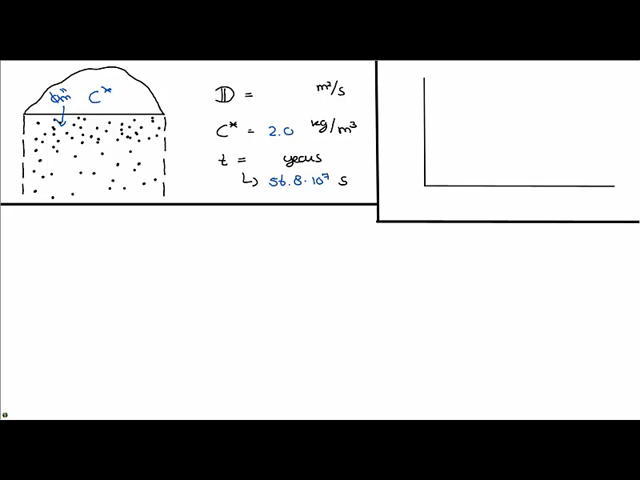 ϕm" C*
𝔻 = m²/s
C* = 2.0 kg/m³
t = years
↳ 56.8·10⁷ s